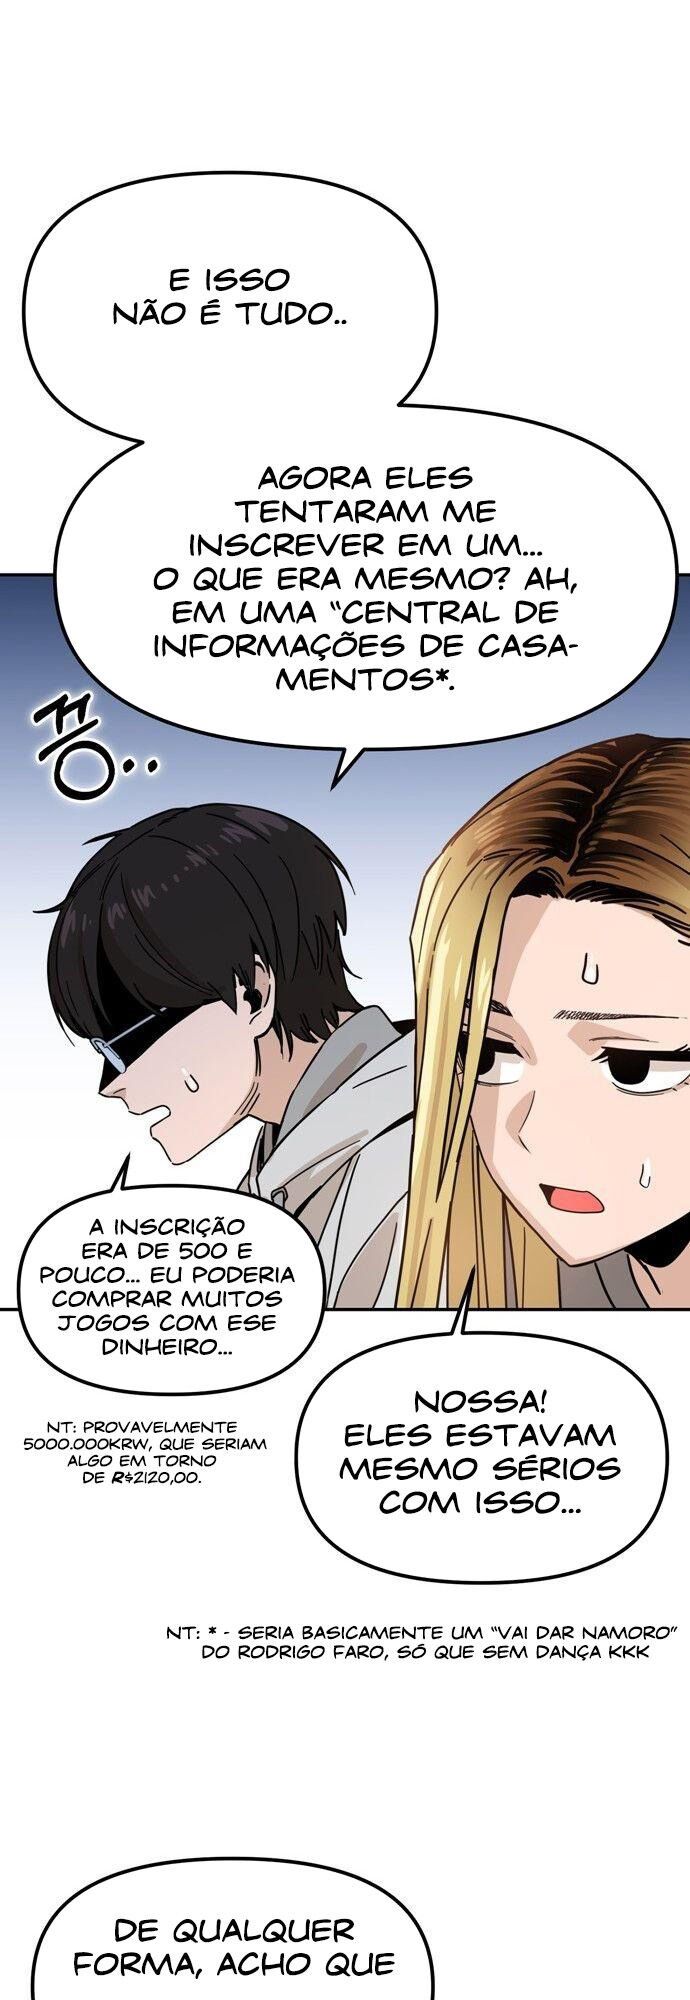 E ISSO
NÃO É TUDO..
AGORA ELES
TENTARAM ME
INSCREVER EM UM...
O QUE ERA MESMO? AH,
EM UMA "CENTRAL DE
INFORMAÇÕES DE CASA-
MENTOS*.
끄응..
A INSCRIÇÃO
ERA DE 500 E
POUCO... EU PODERIA
COMPRAR MUITOS
JOGOS COM ESE
DINHEIRO...
NOSSA!
ELES ESTAVAM
MESMO SÉRIOS
COM ISSO...
NT: PROVAVELMENTE
5000.000KRW, QUE SERIAM
ALGO EM TORNO
DE R$2120,00.
NT: * - SERIA BASICAMENTE UM "VAI DAR NAMORO"
DO RODRIGO FARO, SÓ QUE SEM DANÇA KKK
DE QUALQUER
FORMA, ACHO QUE